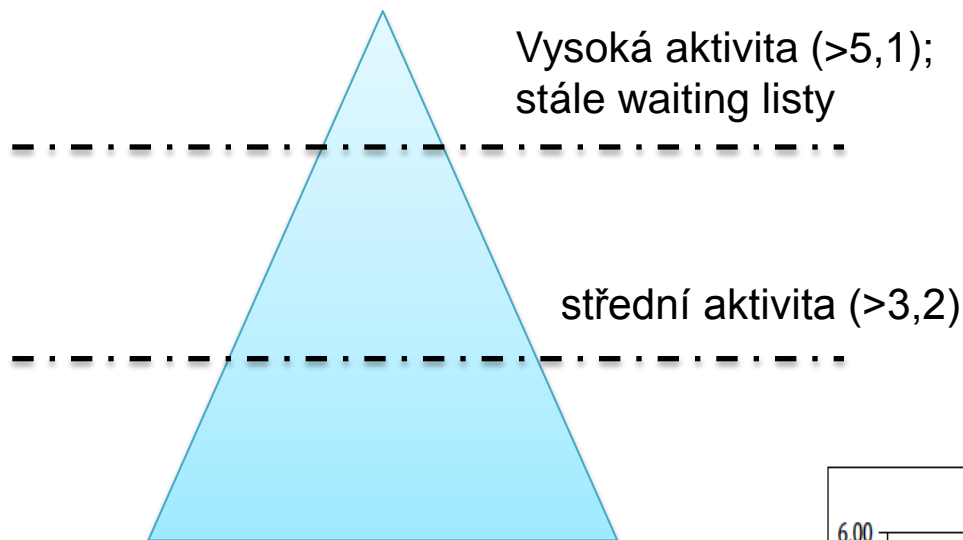 Vysoká aktivita (>5,1);
stále waiting listy
střední aktivita (>3,2)
6.00